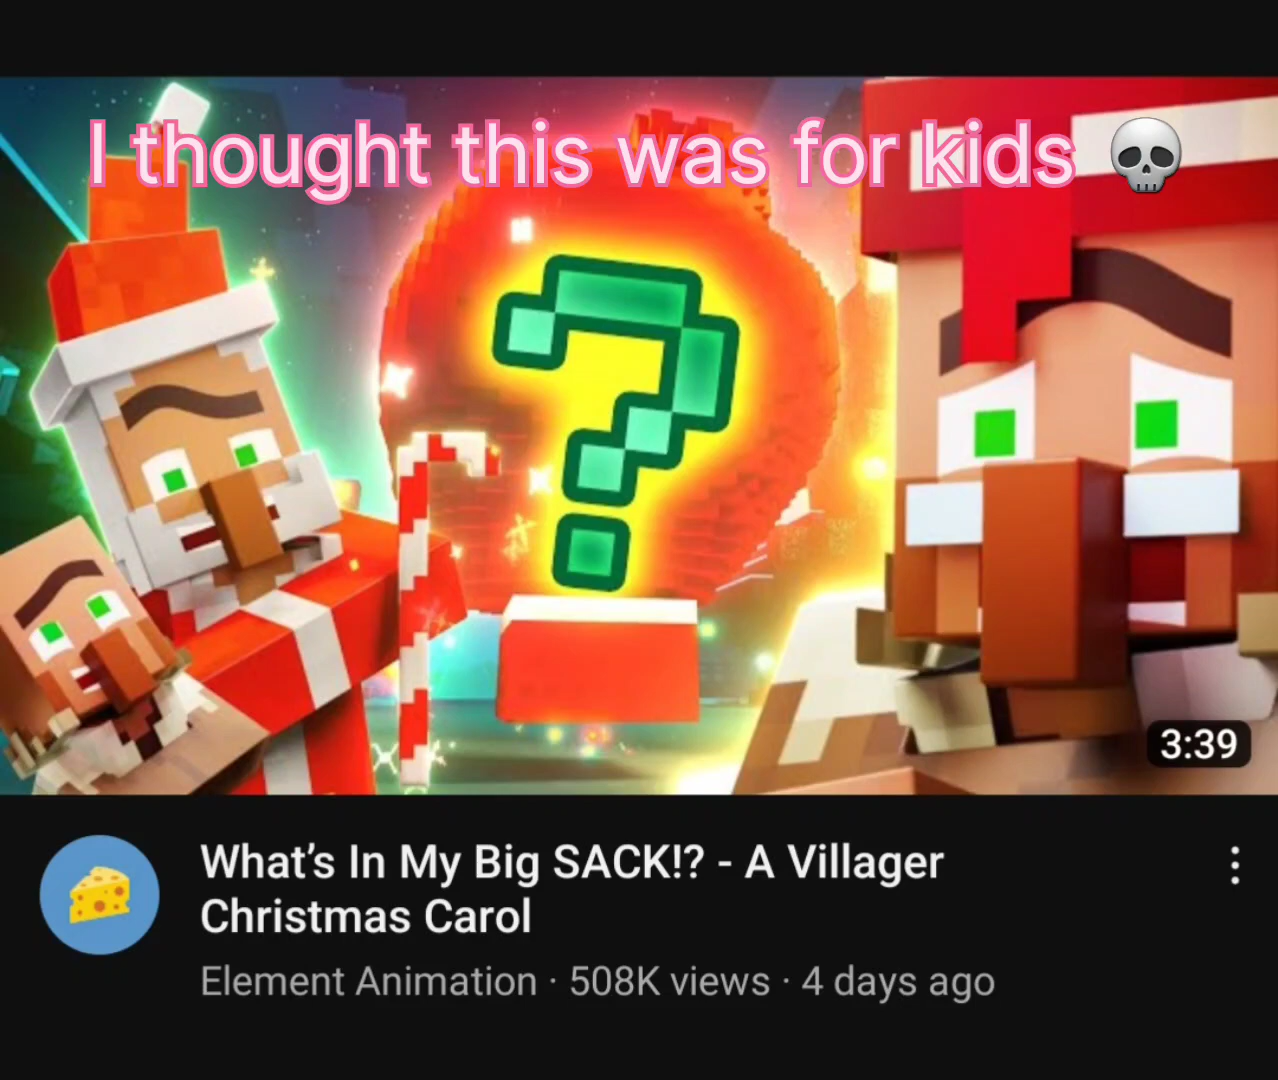 I thought this was for kids 💀
3:39
What's In My Big SACK!? - A Villager
Christmas Carol
Element Animation · 508K views · 4 days ago